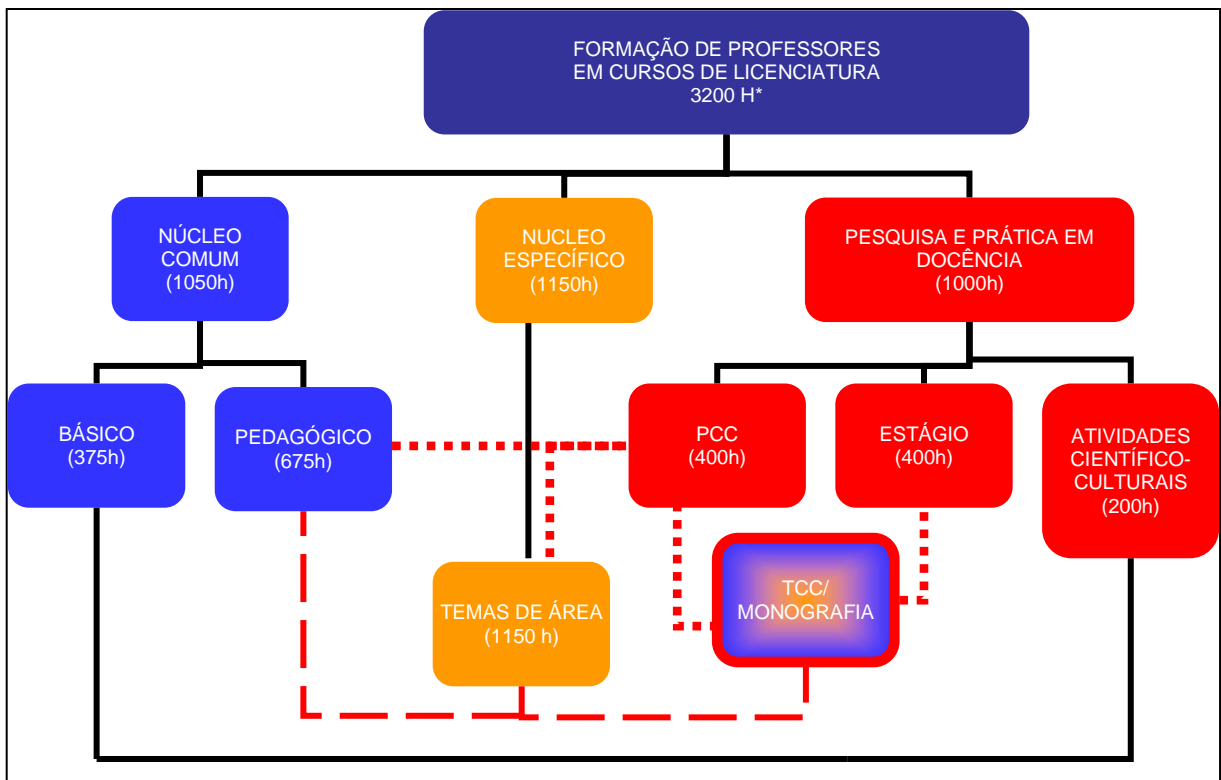 FORMAÇÃO DE PROFESSORES
EM CURSOS DE LICENCIATURA
3200 H*
NÚCLEO
COMUM
(1050h)
NUCLEO
ESPECÍFICO
(1150h)
PESQUISA E PRÁTICA EM
DOCÊNCIA
(1000h)
BÁSICO
(375h)
PEDAGÓGICO
(675h)
PCC
(400h)
ESTÁGIO
(400h)
ATIVIDADES
CIENTÍFICO-
CULTURAIS
(200h)
TEMAS DE ÁREA
(1150 h)
TCC/
MONOGRAFIA